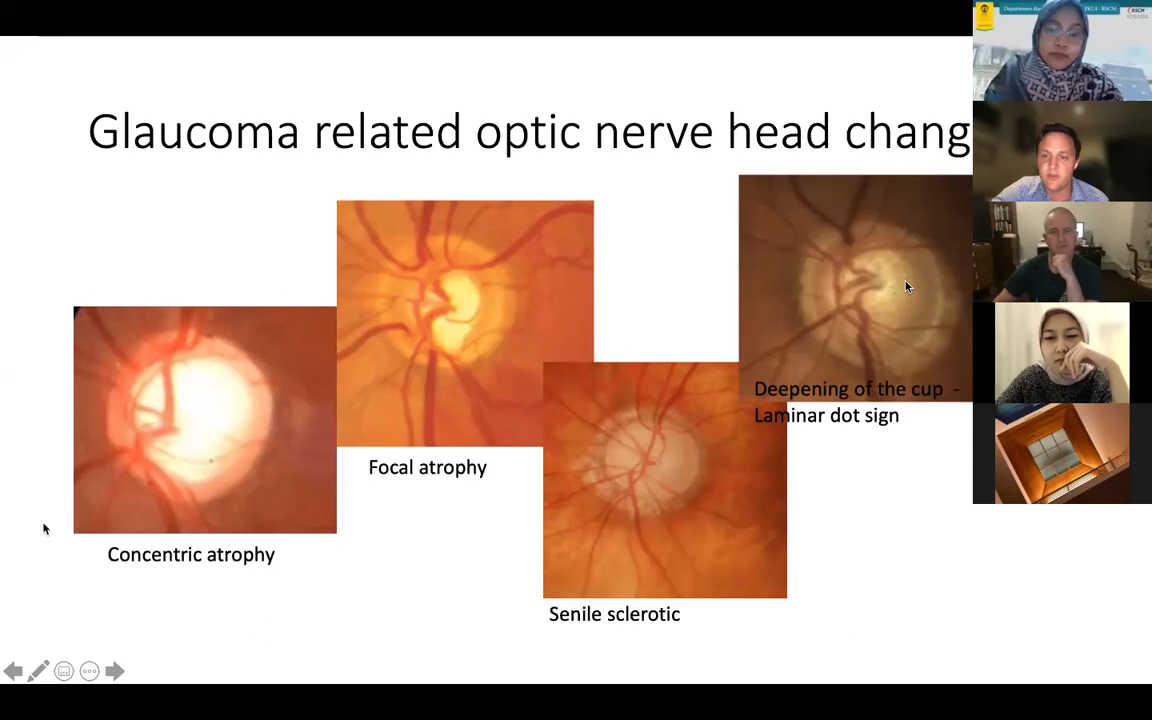 Glaucoma related optic nerve head chang
Deepening of the cup -
Laminar dot sign
Focal atrophy
Concentric atrophy
Senile sclerotic
RSCM